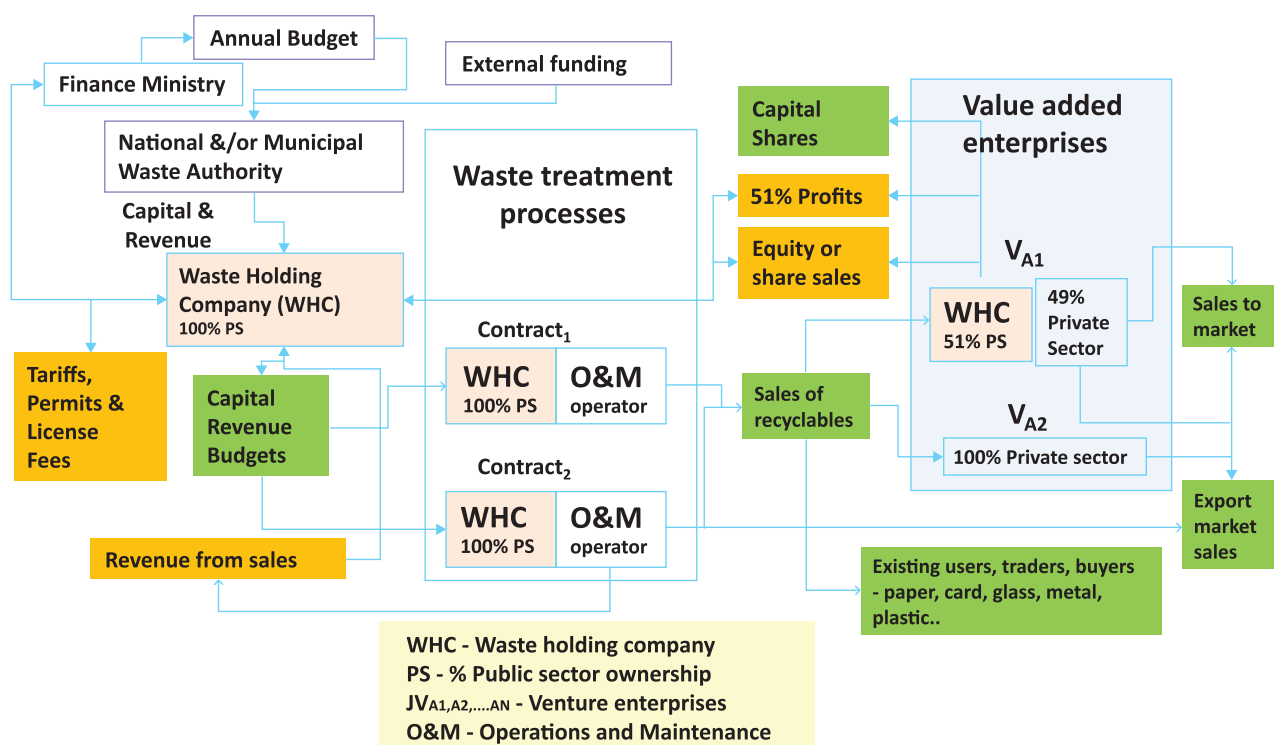 Annual Budget
Finance Ministry
External funding
National &/or Municipal
Waste Authority
Capital &
Revenue
Waste Holding
Company (WHC)
100% PS
Tariffs,
Permits &
License
Fees
Capital
Revenue
Budgets
Revenue from sales
Waste treatment
processes
Contract1
WHC
100% PS
O&M
operator
Contract2
WHC
100% PS
O&M
operator
Capital
Shares
51% Profits
Equity or
share sales
Sales of
recyclables
Value added
enterprises
VA1
WHC
51% PS
49%
Private
Sector
VA2
100% Private sector
Sales to
market
Export
market
sales
Existing users, traders, buyers
- paper, card, glass, metal,
plastic..
WHC - Waste holding company
PS - % Public sector ownership
JVA1,A2,....AN - Venture enterprises
O&M - Operations and Maintenance